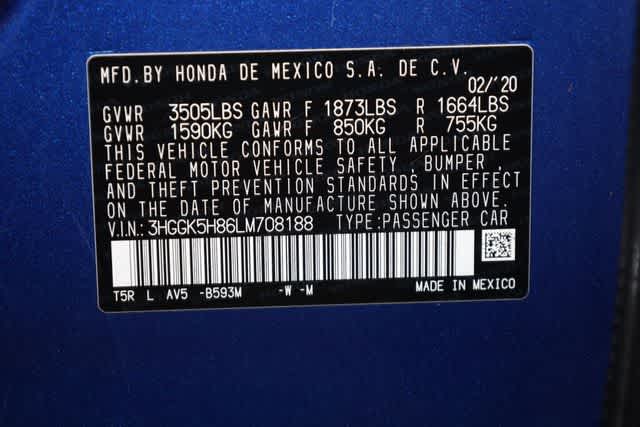 MFD.BY HONDA DE MEXICO S.A. DE C.V.
02/'20
GVWR 3505LBS GAWR F 1873LBS R 1664LBS
GVWR 1590KG GAWR F 850KG R 755KG
THIS VEHICLE CONFORMS TO ALL APPLICABLE
FEDERAL MOTOR VEHICLE SAFETY , BUMPER ,
AND THEFT PREVENTION STANDARDS IN EFFECT
ON THE DATE OF MANUFACTURE SHOWN ABOVE.
V.I.N.: 3HGGK5H86LM708188 TYPE:PASSENGER CAR
T5R L AV5 -B593M -W -M MADE IN MEXICO